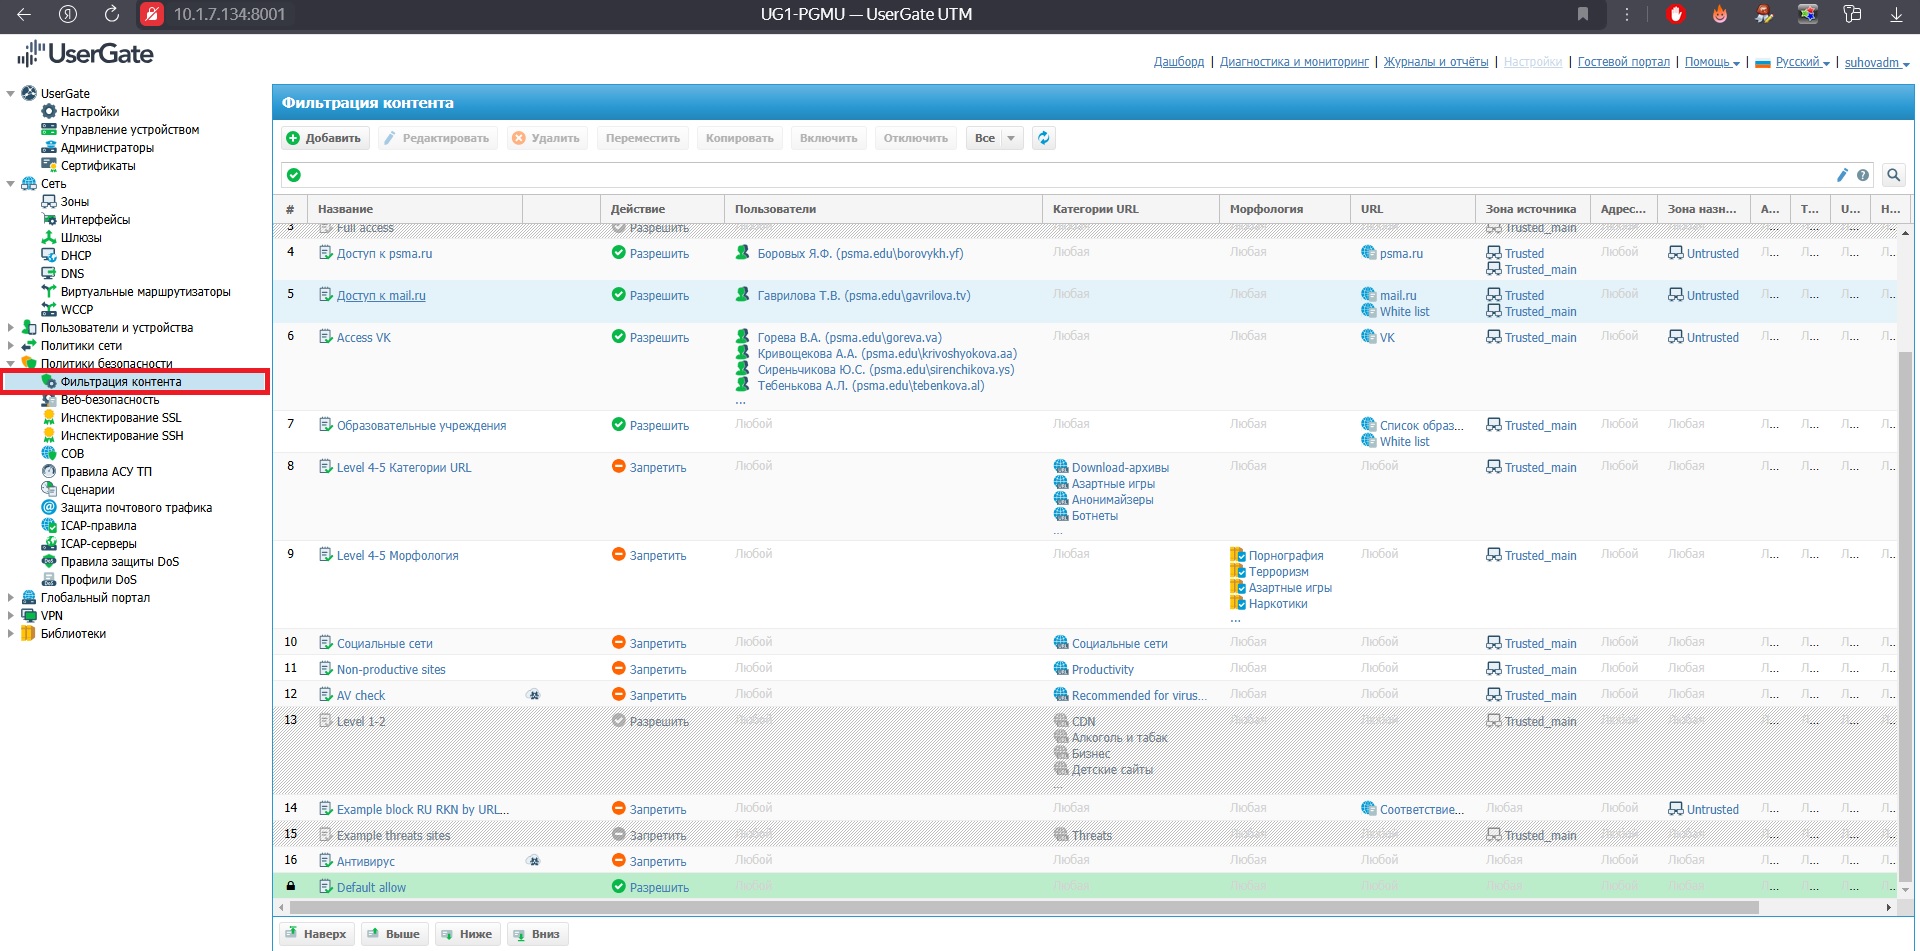 10.1.7.134:8001 UG1-PGMU — UserGate UTM
UserGate
Дашборд | Диагностика и мониторинг | Журналы и отчёты | Настройки | Гостевой портал | Помощь | Русский | suhovadm
UserGate
Настройки
Управление устройством
Администраторы
Сертификаты
Сеть
Зоны
Интерфейсы
Шлюзы
DHCP
DNS
Виртуальные маршрутизаторы
WCCP
Пользователи и устройства
Политики сети
Политики безопасности
Фильтрация контента
Веб-безопасность
Инспектирование SSL
Инспектирование SSH
СОВ
Правила АСУ ТП
Сценарии
Защита почтового трафика
ICAP-правила
ICAP-серверы
Правила защиты DoS
Профили DoS
Глобальный портал
VPN
Библиотеки
Фильтрация контента
Добавить Редактировать Удалить Переместить Копировать Включить Отключить Все
# Название Действие Пользователи Категории URL Морфология URL Зона источника Адрес... Зона назн... А... Т... U... Н...
3 Full access Разрешить Trusted_main
4 Доступ к psma.ru Разрешить Боровых Я.Ф. (psma.edu\borovykh.yf) Любая Любая psma.ru Trusted Любой Untrusted Л... Л... Л... Л..
Trusted_main
5 Доступ к mail.ru Разрешить Гаврилова Т.В. (psma.edu\gavrilova.tv) Любая Любая mail.ru Trusted Любой Untrusted Л... Л... Л... Л..
White list Trusted_main
6 Access VK Разрешить Горева В.А. (psma.edu\goreva.va) Любая Любая VK Trusted_main Любой Untrusted Л... Л... Л... Л..
Кривощекова А.А. (psma.edu\krivoshyokova.aa)
Сиреньчикова Ю.С. (psma.edu\sirenchikova.ys)
Тебенькова А.Л. (psma.edu\tebenkova.al)
...
7 Образовательные учреждения Разрешить Любой Любая Любая Список образ... Trusted_main Любой Любая Л... Л... Л... Л..
White list
8 Level 4-5 Категории URL Запретить Любой Download-архивы Любая Любой Trusted_main Любой Любая Л... Л... Л... Л..
Азартные игры
Анонимайзеры
Ботнеты
...
9 Level 4-5 Морфология Запретить Любой Любая Порнография Любой Trusted_main Любой Любая Л... Л... Л... Л..
Терроризм
Азартные игры
Наркотики
...
10 Социальные сети Запретить Любой Социальные сети Любая Любой Trusted_main Любой Любая Л... Л... Л... Л..
11 Non-productive sites Запретить Любой Productivity Любая Любой Trusted_main Любой Любая Л... Л... Л... Л..
12 AV check Запретить Любой Recommended for virus... Любая Любой Trusted_main Любой Любая Л... Л... Л... Л..
13 Level 1-2 Разрешить Любой CDN Любая Любой Trusted_main Любой Любая Л... Л... Л... Л..
Алкоголь и табак
Бизнес
Детские сайты
...
14 Example block RU RKN by URL... Запретить Любой Любая Любая Соответствие... Любая Любой Untrusted Л... Л... Л... Л..
15 Example threats sites Запретить Любой Threats Любая Любой Trusted_main Любой Любая Л... Л... Л... Л..
16 Антивирус Запретить Любой Любая Любая Любой Любая Любой Любая Л... Л... Л... Л..
Default allow Разрешить Любой Любая Любая Любой Любая Любой Любая Л... Л... Л... Л..
Наверх Выше Ниже Вниз